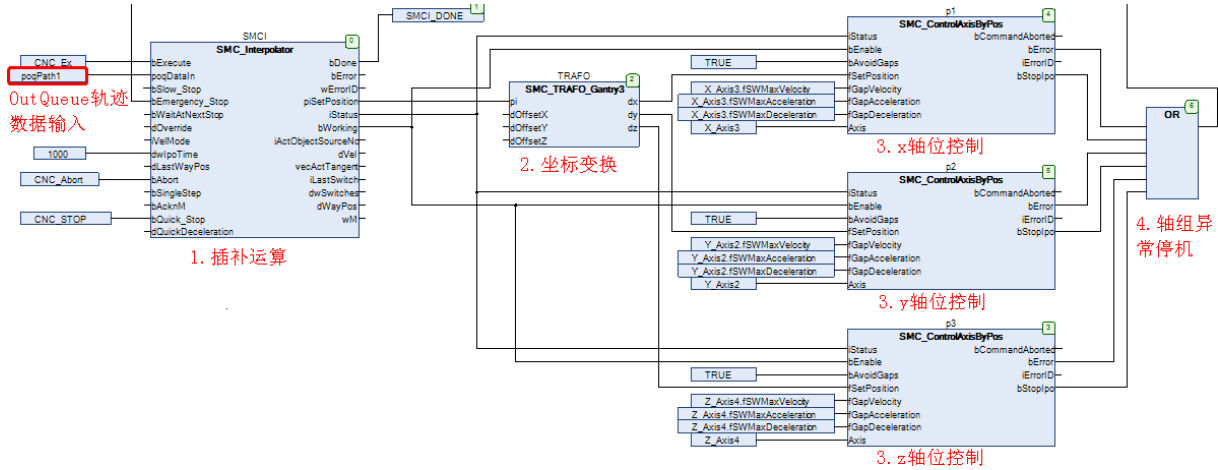 SMCI
SMC_Interpolator
0
CNC_Ex
poqPath1
OutQueue轨迹
数据输入
1000
CNC_Abort
CNC_STOP
bExecute
poqDataIn
bSlow_Stop
bEmergency_Stop
bWaitAtNextStop
dOverride
iVelMode
dwIpoTime
dLastWayPos
bAbort
bSingleStep
bAcknM
bQuick_Stop
dQuickDeceleration
bDone
bError
wErrorID
piSetPosition
iStatus
bWorking
iActObjectSourceNo
dVel
vecActTangent
iLastSwitch
dwSwitches
dWayPos
wM
1.插补运算
SMCI_DONE
1
TRAFO
SMC_TRAFO_Gantry3
2
pi
dOffsetX
dOffsetY
dOffsetZ
dx
dy
dz
2.坐标变换
p1
SMC_ControlAxisByPos
4
TRUE
X_Axis3.fSWMaxVelocity
X_Axis3.fSWMaxAcceleration
X_Axis3.fSWMaxDeceleration
X_Axis3
iStatus
bEnable
bAvoidGaps
fSetPosition
fGapVelocity
fGapAcceleration
fGapDeceleration
Axis
bCommandAborted
bError
iErrorID
bStopIpo
3.x轴位控制
p2
SMC_ControlAxisByPos
5
TRUE
Y_Axis2.fSWMaxVelocity
Y_Axis2.fSWMaxAcceleration
Y_Axis2.fSWMaxDeceleration
Y_Axis2
iStatus
bEnable
bAvoidGaps
fSetPosition
fGapVelocity
fGapAcceleration
fGapDeceleration
Axis
bCommandAborted
bError
iErrorID
bStopIpo
3.y轴位控制
p3
SMC_ControlAxisByPos
3
TRUE
Z_Axis4.fSWMaxVelocity
Z_Axis4.fSWMaxAcceleration
Z_Axis4.fSWMaxDeceleration
Z_Axis4
iStatus
bEnable
bAvoidGaps
fSetPosition
fGapVelocity
fGapAcceleration
fGapDeceleration
Axis
bCommandAborted
bError
iErrorID
bStopIpo
3.z轴位控制
OR
6
4.轴组异
常停机